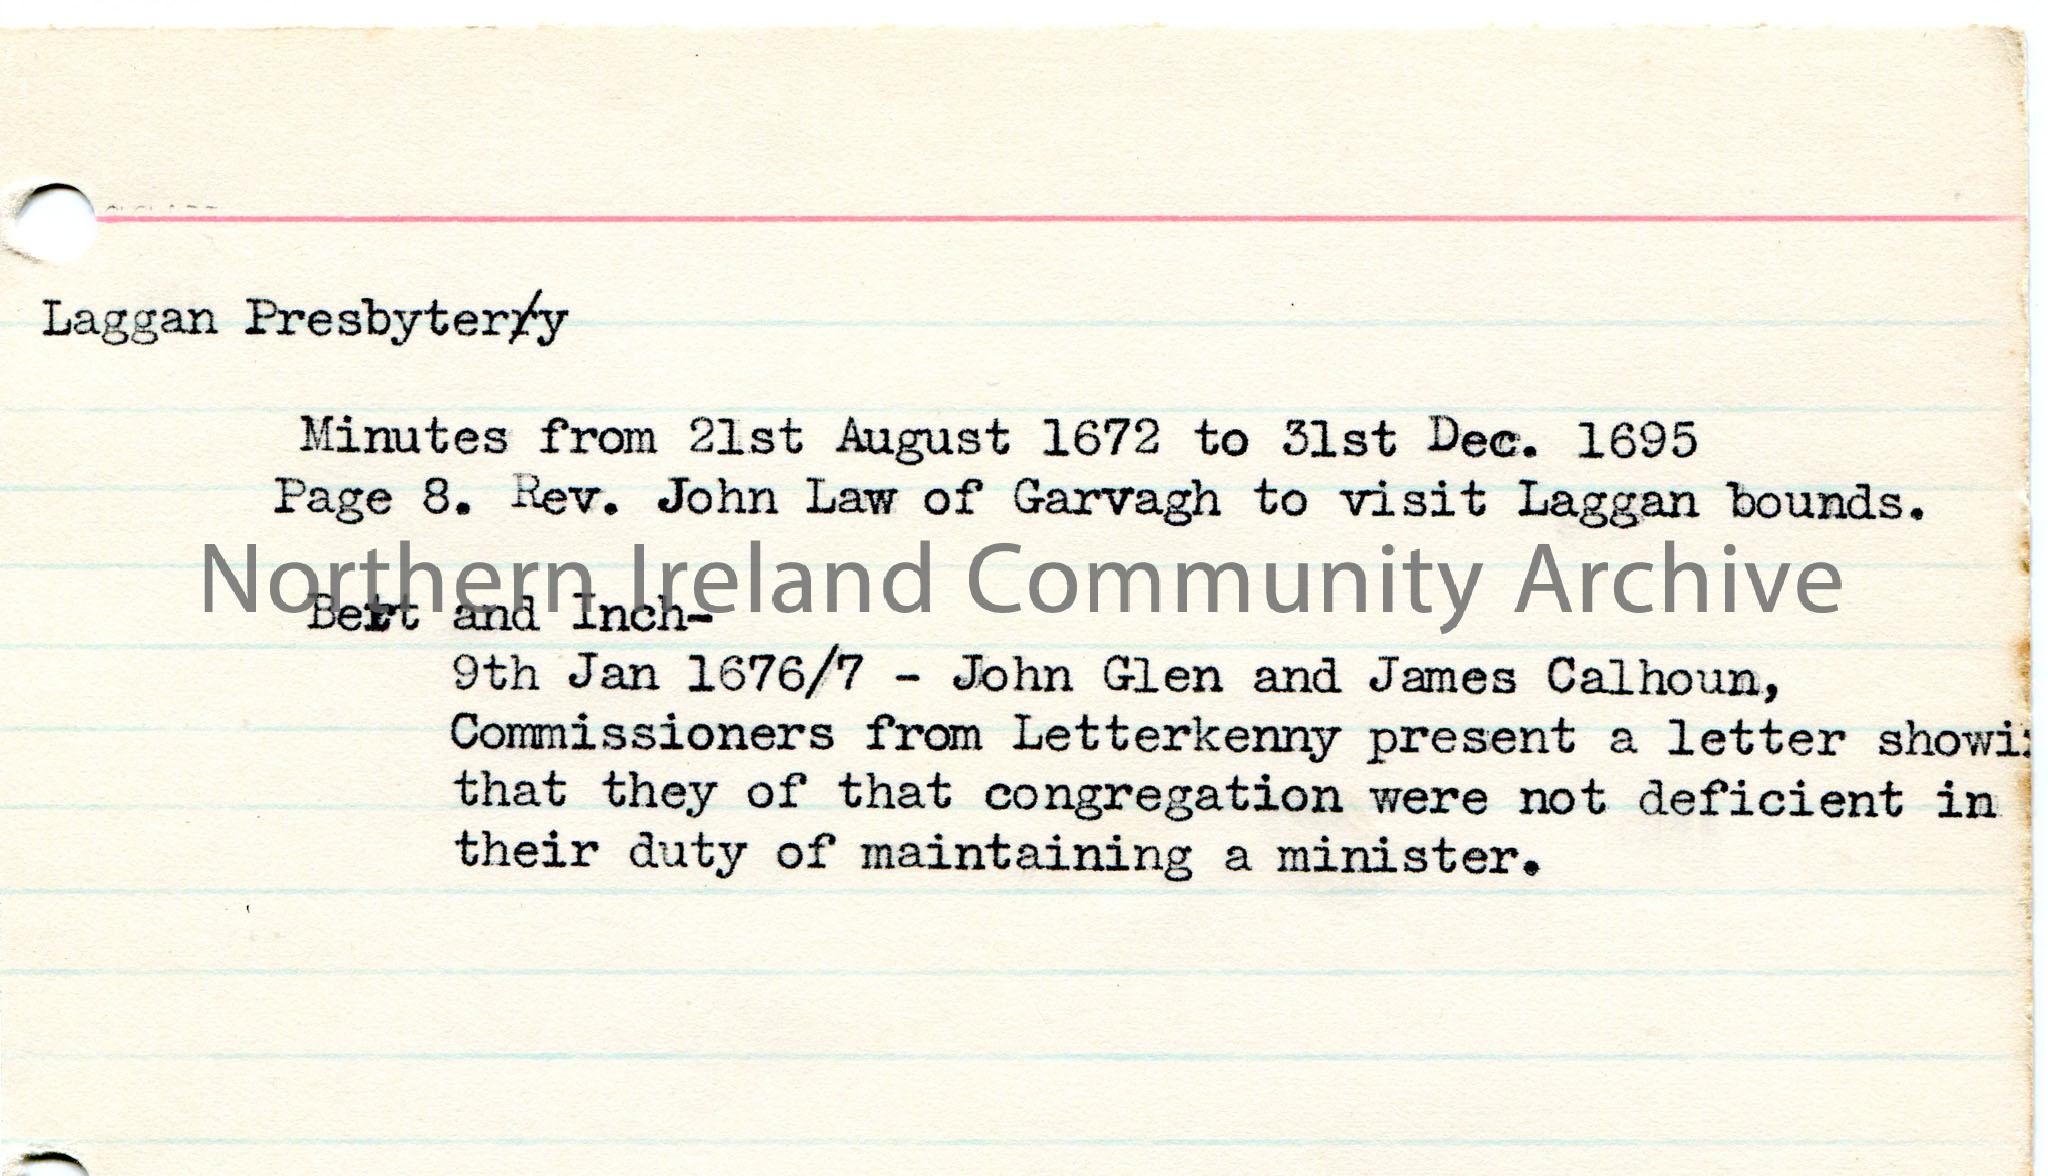 Laggan Presbytery
Minutes from 21st August 1672 to 31st Dec. 1695
Page 8. Rev. John Law of Garvagh to visit Laggan bounds.
Northern Ireland Community Archive
Bert and Inch-
9th Jan 1676/7 - John Glen and James Calhoun,
Commissioners from Letterkenny present a letter showi
that they of that congregation were not deficient in
their duty of maintaining a minister.